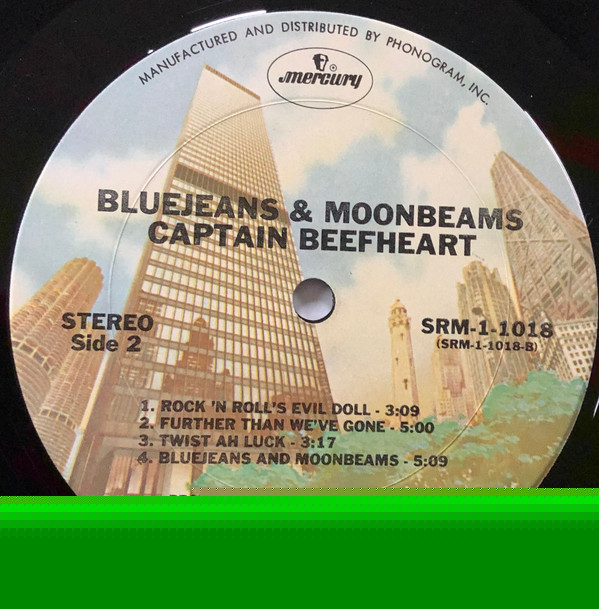 MANUFACTURED AND DISTRIBUTED BY PHONOGRAM, INC.
mercury
BLUEJEANS & MOONBEAMS
CAPTAIN BEEFHEART
STEREO
Side 2
SRM-1-1018
(SRM-1-1018-B)
1. ROCK 'N ROLL'S EVIL DOLL - 3:09
2. FURTHER THAN WE'VE GONE - 5:00
3. TWIST AH LUCK - 3:17
4. BLUEJEANS AND MOONBEAMS - 5:09